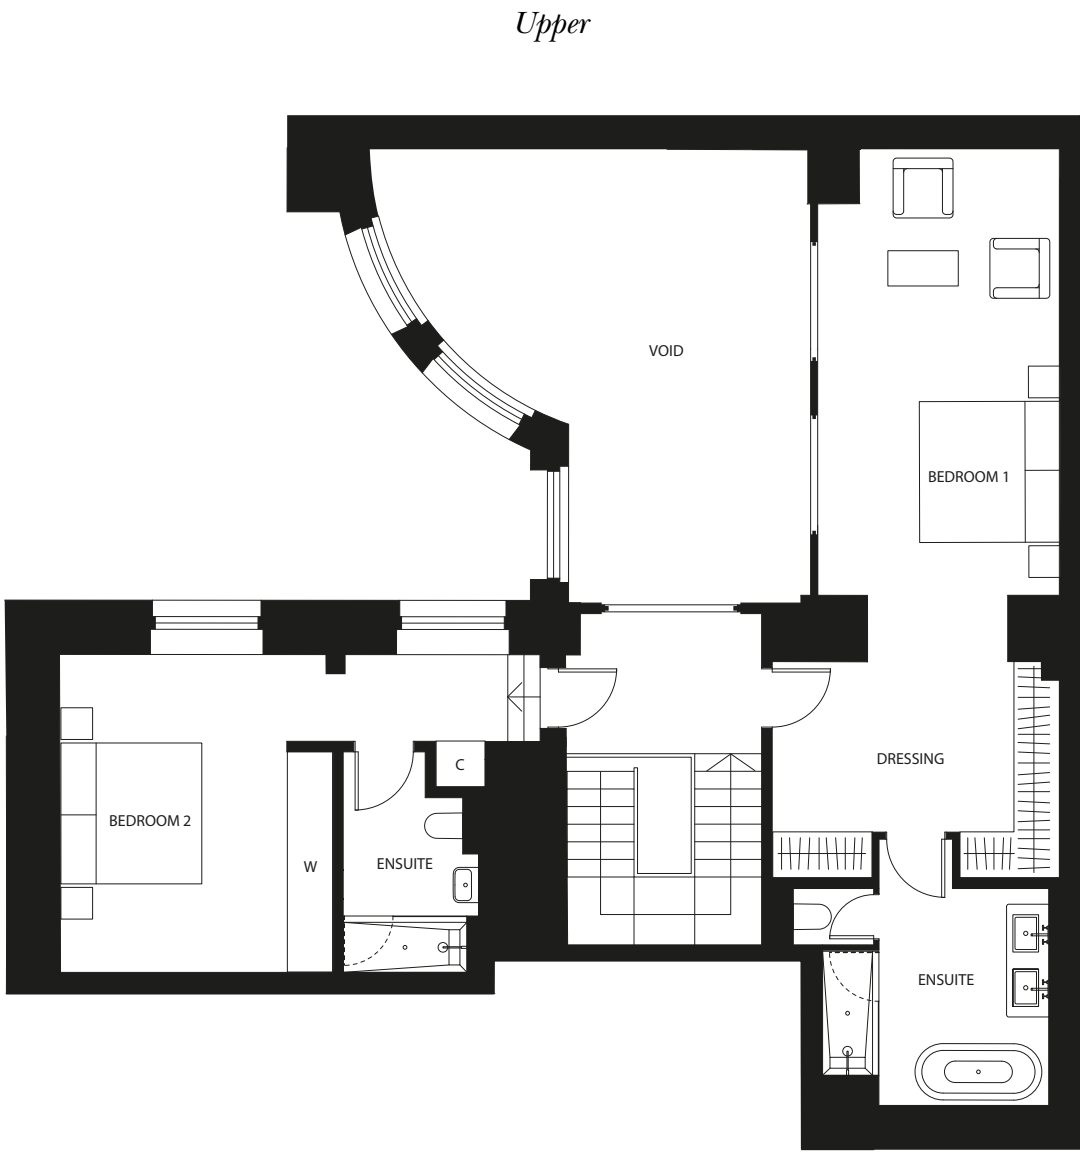 Upper
VOID
BEDROOM 1
DRESSING
C
BEDROOM 2
W
ENSUITE
ENSUITE